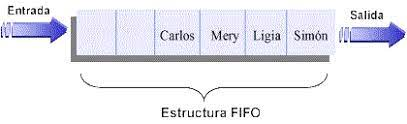 Entrada
Salida
Carlos Mery Ligia Simón
Estructura FIFO